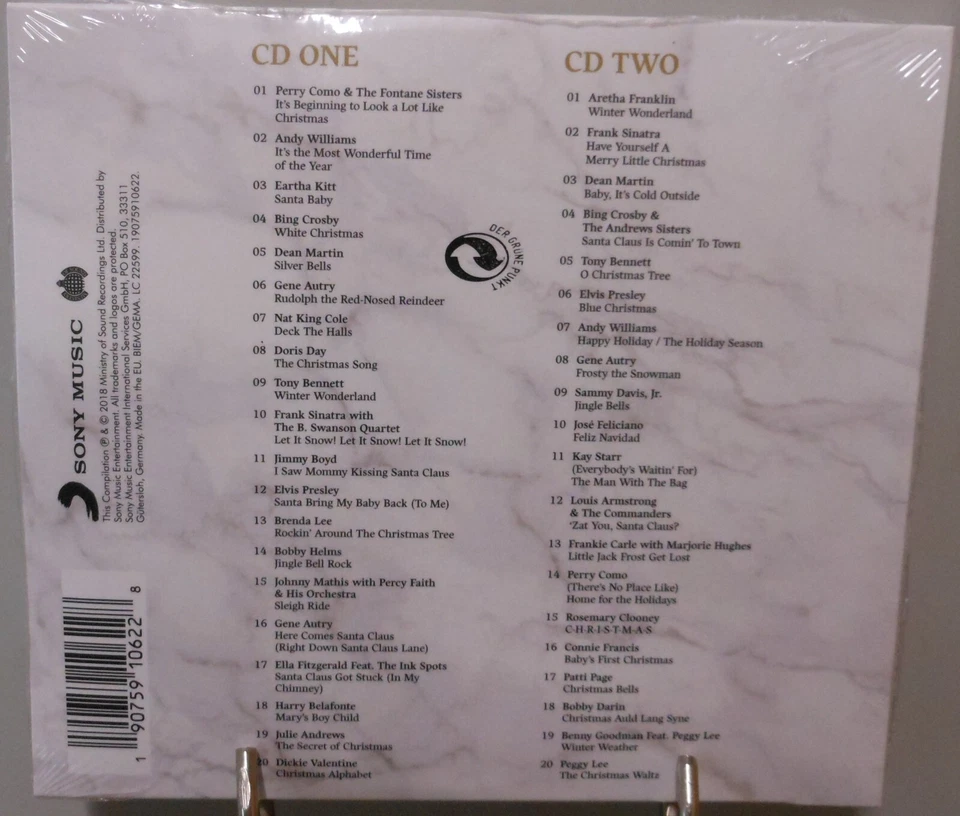 CD ONE
01 Perry Como & The Fontane Sisters
It's Beginning to Look a Lot Like
Christmas
02 Andy Williams
It's the Most Wonderful Time
of the Year
03 Eartha Kitt
Santa Baby
04 Bing Crosby
White Christmas
05 Dean Martin
Silver Bells
06 Gene Autry
Rudolph the Red-Nosed Reindeer
07 Nat King Cole
Deck The Halls
08 Doris Day
The Christmas Song
09 Tony Bennett
Winter Wonderland
10 Frank Sinatra with
The B. Swanson Quartet
Let It Snow! Let It Snow! Let It Snow!
11 Jimmy Boyd
I Saw Mommy Kissing Santa Claus
12 Elvis Presley
Santa Bring My Baby Back (To Me)
13 Brenda Lee
Rockin' Around The Christmas Tree
14 Bobby Helms
Jingle Bell Rock
15 Johnny Mathis with Percy Faith
& His Orchestra
Sleigh Ride
16 Gene Autry
Here Comes Santa Claus
(Right Down Santa Claus Lane)
17 Ella Fitzgerald Feat. The Ink Spots
Santa Claus Got Stuck (In My
Chimney)
18 Harry Belafonte
Mary's Boy Child
19 Julie Andrews
The Secret of Christmas
20 Dickie Valentine
Christmas Alphabet
CD TWO
01 Aretha Franklin
Winter Wonderland
02 Frank Sinatra
Have Yourself A
Merry Little Christmas
03 Dean Martin
Baby, It's Cold Outside
04 Bing Crosby &
The Andrews Sisters
Santa Claus Is Comin' To Town
05 Tony Bennett
O Christmas Tree
06 Elvis Presley
Blue Christmas
07 Andy Williams
Happy Holiday / The Holiday Season
08 Gene Autry
Frosty the Snowman
09 Sammy Davis, Jr.
Jingle Bells
10 José Feliciano
Feliz Navidad
11 Kay Starr
(Everybody's Waitin' For)
The Man With The Bag
12 Louis Armstrong
& The Commanders
'Zat You, Santa Claus?
13 Frankie Carle with Marjorie Hughes
Little Jack Frost Get Lost
14 Perry Como
(There's No Place Like)
Home for the Holidays
15 Rosemary Clooney
C-H-R-I-S-T-M-A-S
16 Connie Francis
Baby's First Christmas
17 Patti Page
Christmas Bells
18 Bobby Darin
Christmas Auld Lang Syne
19 Benny Goodman Feat. Peggy Lee
Winter Weather
20 Peggy Lee
The Christmas Waltz
DER GRÜNE PUNKT
SONY MUSIC
This Compilation ℗ & © 2018 Ministry of Sound Recordings Ltd. Distributed by
Sony Music Entertainment. All trademarks and logos are protected.
Sony Music Entertainment International Services GmbH, PO Box 510, 33311
Gütersloh, Germany. Made in the EU. BIEM/GEMA. LC 22599. 19075910622.
1 90759 10622 8